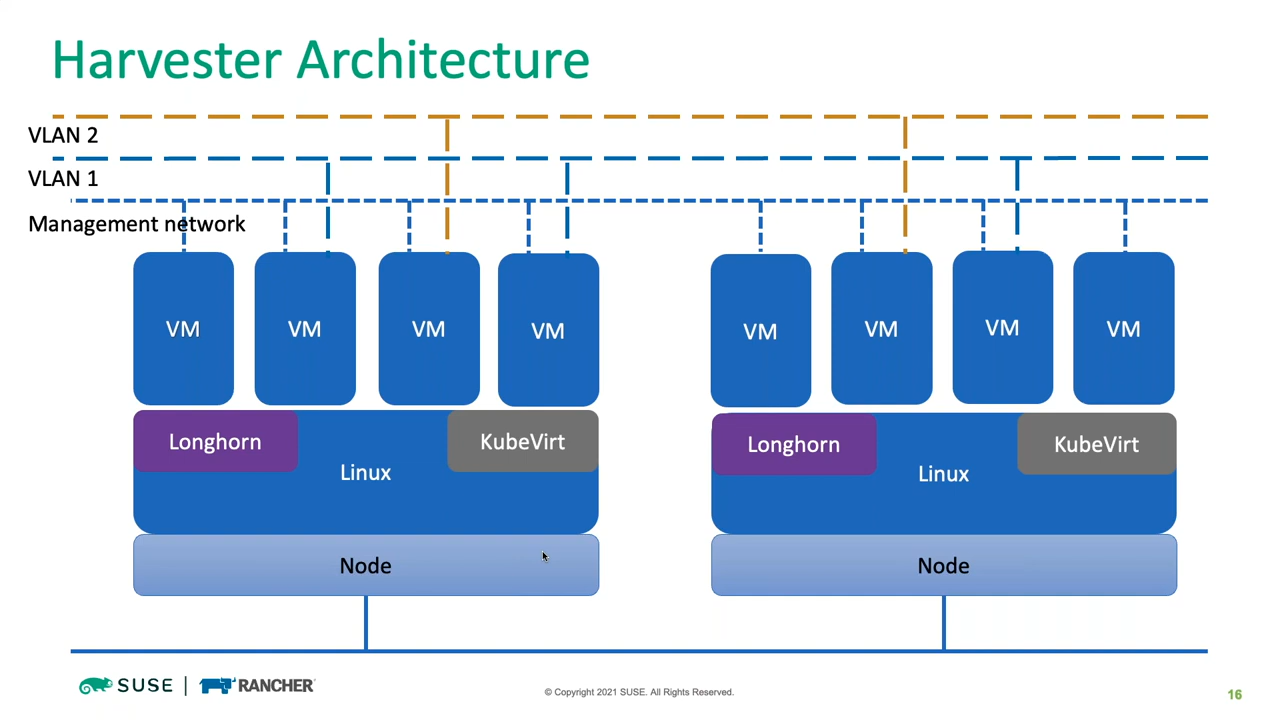 Harvester Architecture
VLAN 2
VLAN 1
Management network
VM VM VM VM VM VM VM VM
Longhorn KubeVirt Longhorn KubeVirt
Linux Linux
Node Node
SUSE RANCHER
© Copyright 2021 SUSE. All Rights Reserved.
16